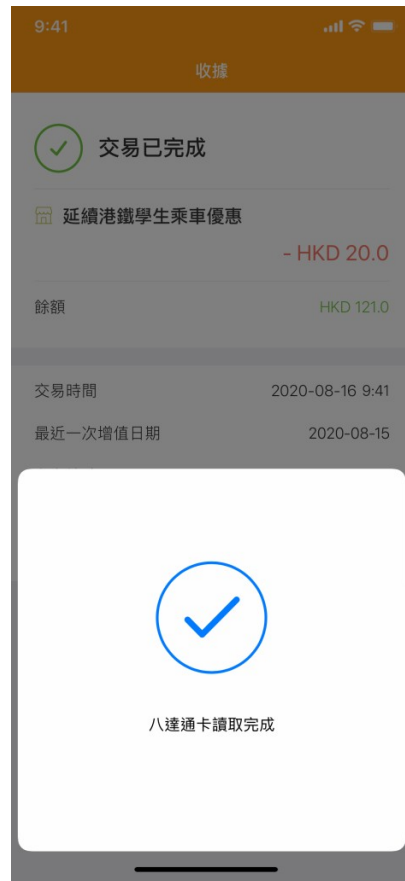 9:41
收據
交易已完成
延續港鐵學生乘車優惠
- HKD 20.0
餘額 HKD 121.0
交易時間 2020-08-16 9:41
最近一次增值日期 2020-08-15
八達通卡讀取完成